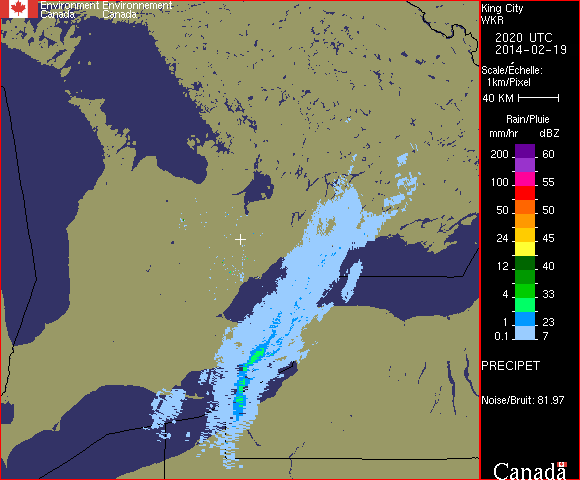 Environment Environnement
Canada Canada
King City
WKR
2020 UTC
2014-02-19
Scale/Échelle:
1km/Pixel
40 KM
Rain/Pluie
mm/hr dBZ
200 60
55
100 55
50 50
40
24 45
12 40
4 33
1 23
0.1 7
PRECIPET
Noise/Bruit: 81.97
Canada